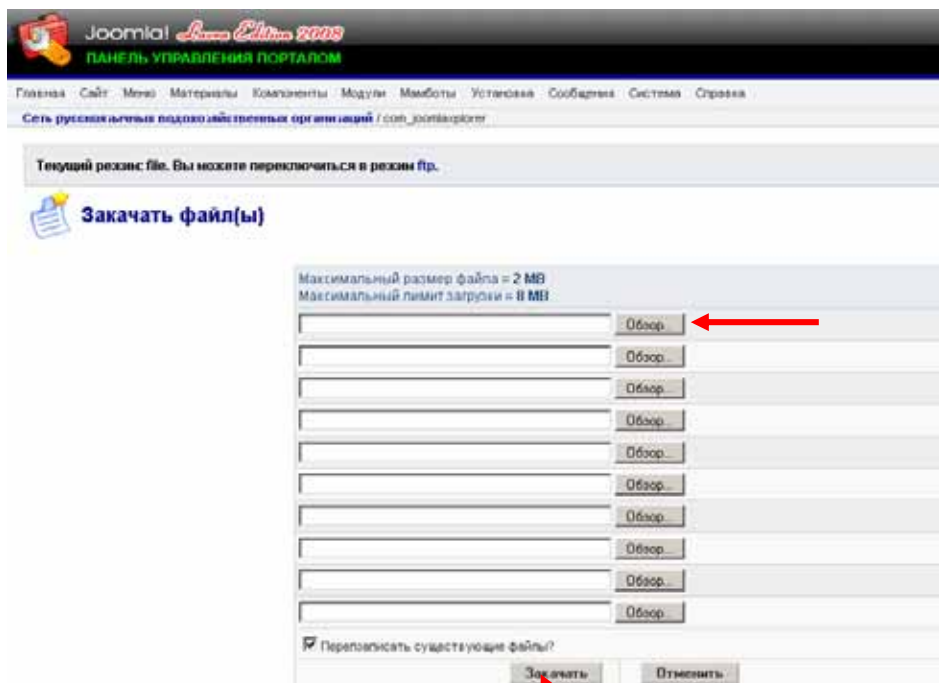 Joomla! Lavra Edition 2008
ПАНЕЛЬ УПРАВЛЕНИЯ ПОРТАЛОМ
Главная Сайт Меню Материалы Компоненты Модули Мамботы Установка Сообщения Система Справка
Сеть русскоязычных водохозяйственных организаций / com_joomlaxplorer
Текущий режим: file. Вы можете переключиться в режим ftp.
Закачать файл(ы)
Максимальный размер файла = 2 MB
Максимальный лимит загрузки = 8 MB
Обзор...
Обзор...
Обзор...
Обзор...
Обзор...
Обзор...
Обзор...
Обзор...
Обзор...
Обзор...
Перезаписать существующие файлы?
Закачать Отменить